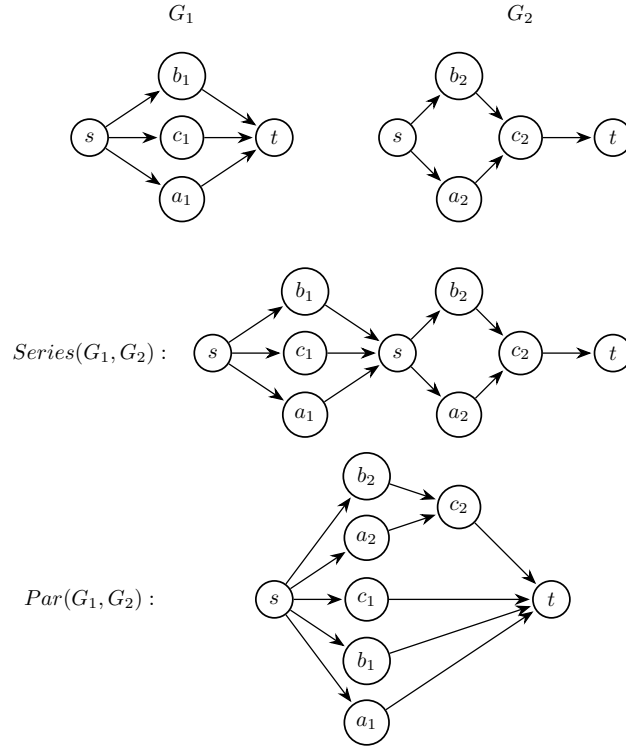 G₁ G₂
b₁ b₂
s c₁ t s c₂ t
a₁ a₂
b₁ b₂
Series(G₁, G₂) : s c₁ s c₂ t
a₁ a₂
b₂
c₂
a₂
Par(G₁, G₂) : s c₁ t
b₁
a₁